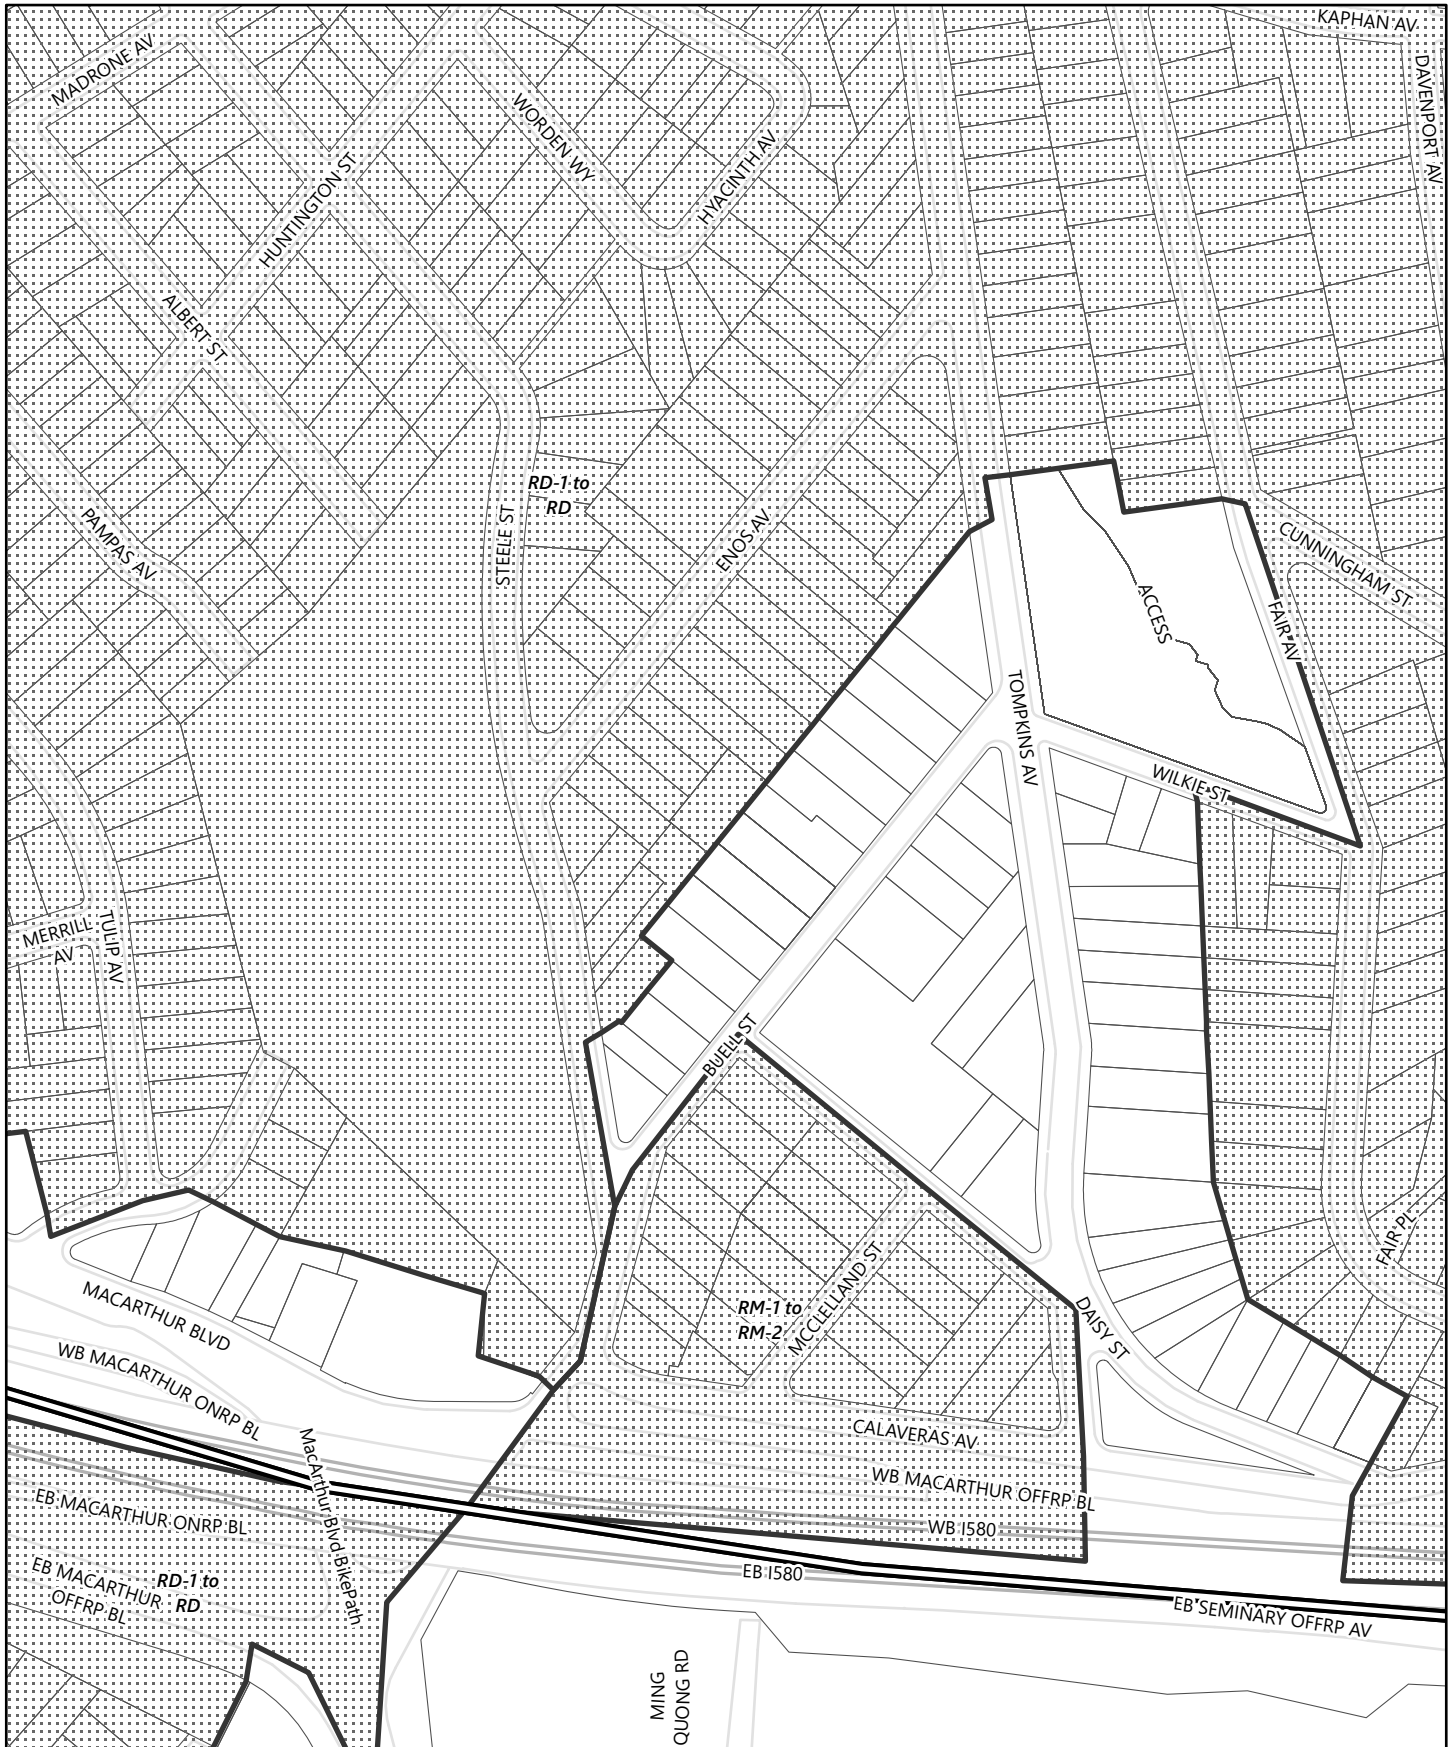 KAPHAN AV
MADRONE AV
DAVENPORT AV
WORDEN WY
HYACINTH AV
HUNTINGTON ST
ALBERT ST
RD-1 to
RD
STEELE ST
ENOS AV
PAMPAS AV
CUNNINGHAM ST
ACCESS
FAIR AV
TOMPKINS AV
WILKIE ST
MERRILL
AV
TULIP AV
BUELL ST
FAIR PL
MCCLELLAND ST
RM-1 to
RM-2
MACARTHUR BLVD
DAISY ST
WB MACARTHUR ONRP BL
CALAVERAS AV
MacArthur Blvd BikePath
WB MACARTHUR OFFRP BL
EB MACARTHUR ONRP BL
WB I580
EB I580
EB MACARTHUR
OFFRP BL
RD-1 to
RD
EB SEMINARY OFFRP AV
MING
QUONG RD